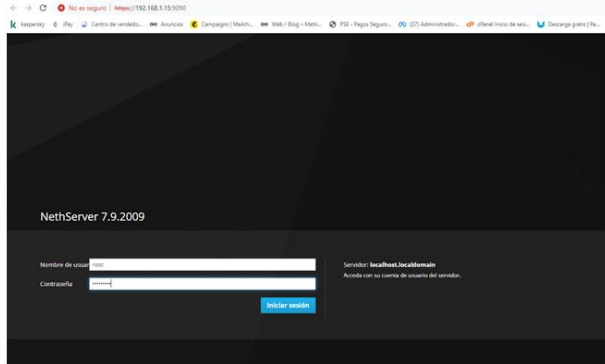 No es seguro | https://192.168.1.15:9090
kaspersky iPay Centro de vendedo... Anuncios Campaigns | Mailch... Web / Blog - Metri... PSE - Pagos Seguro... (27) Administrador... cPanel Inicio de sesi... Descarga gratis | Pa...
NethServer 7.9.2009
Nombre de usuar root
Servidor: localhost.localdomain
Acceda con su cuenta de usuario del servidor.
Contraseña
Iniciar sesión